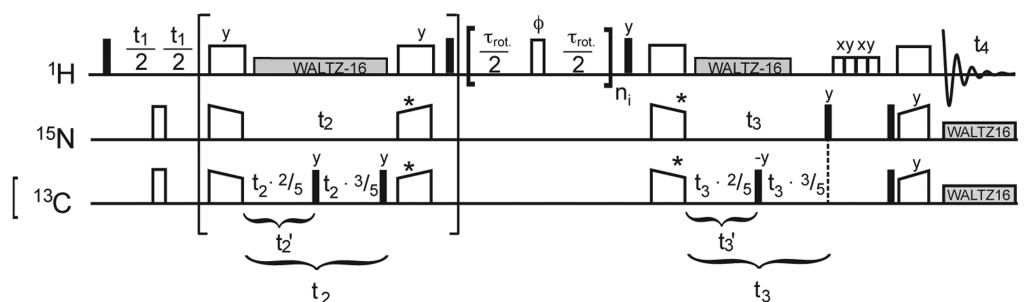 y y φ y t₄
t₁/2 t₁/2 τrot./2 τrot./2 xy xy
¹H WALTZ-16 nᵢ WALTZ-16
* * y
¹⁵N t₂ t₃ WALTZ16
y y * * -y y
¹³C t₂ · 2/5 t₂ · 3/5 t₃ · 2/5 t₃ · 3/5 WALTZ16
t₂' t₃'
t₂ t₃